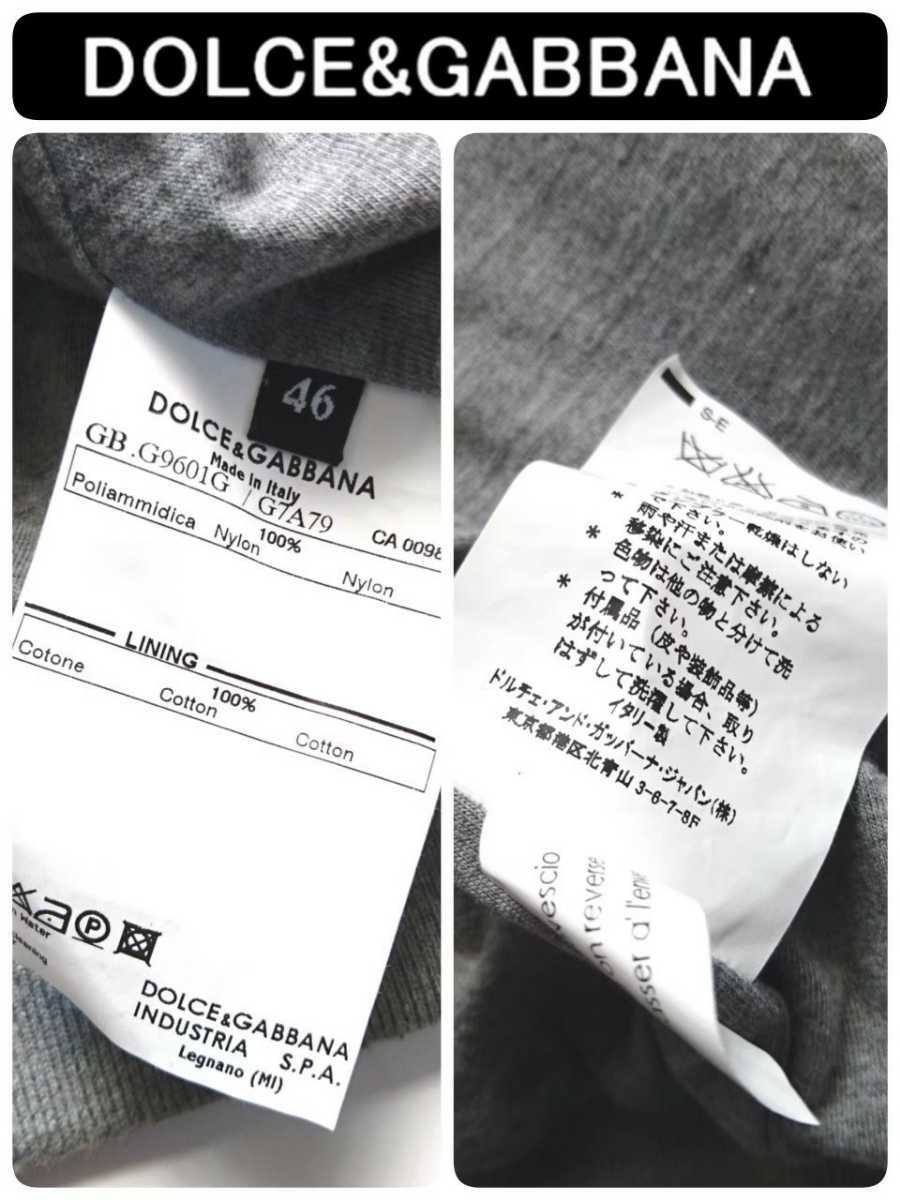 DOLCE&GABBANA
46
DOLCE&GABBANA
Made in Italy
GB.G9601G / G7A79
CA 0098
Poliammidica Nylon 100% Nylon
LINING
Cotone Cotton 100% Cotton
Water
DOLCE&GABBANA
INDUSTRIA S.P.A.
Legnano (MI)
S-E
下さい。
* 雨や汗または摩擦による
移染にご注意下さい。
* 色物は他の物と分けて洗
って下さい。
* 付属品(皮や装飾品等)
が付いている場合、取り
はずして洗濯して下さい。
イタリー製
ドルチェ・アンド・ガッバーナ・ジャパン(株)
東京都港区北青山 3-6-7-8F
reverse